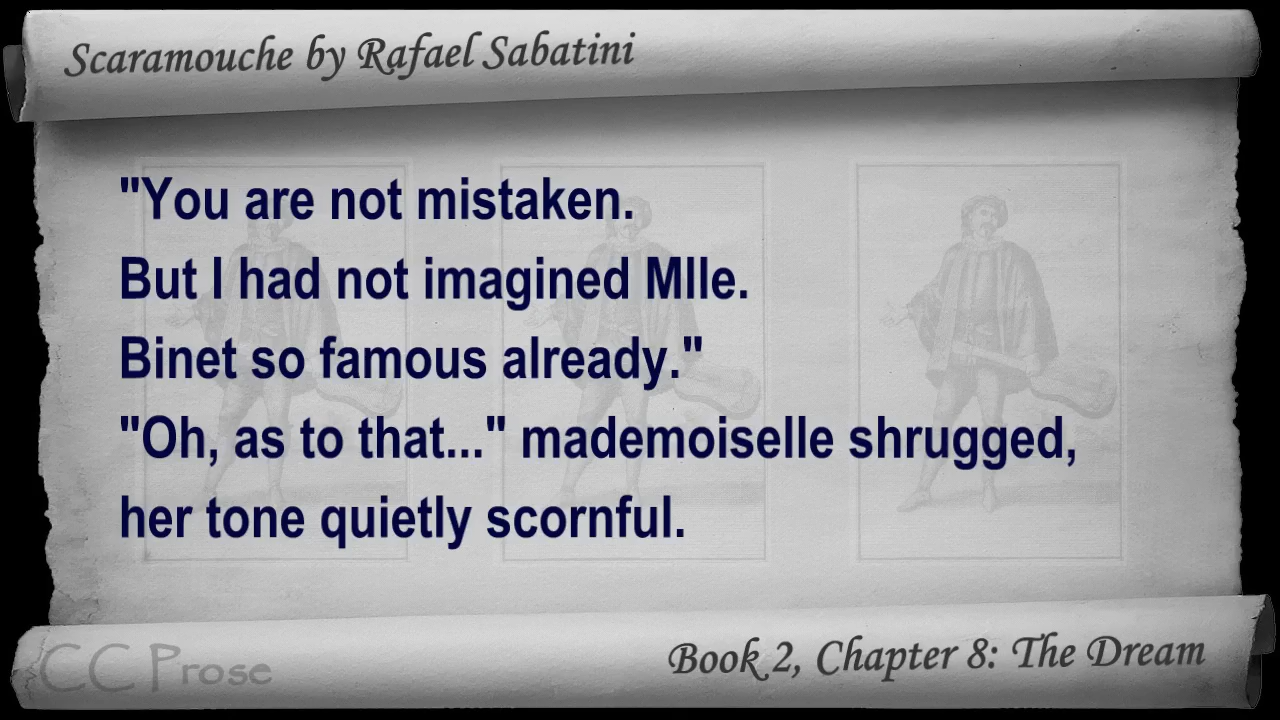 Scaramouche by Rafael Sabatini
"You are not mistaken.
But I had not imagined Mlle.
Binet so famous already."
"Oh, as to that..." mademoiselle shrugged,
her tone quietly scornful.
CC Prose
Book 2, Chapter 8: The Dream